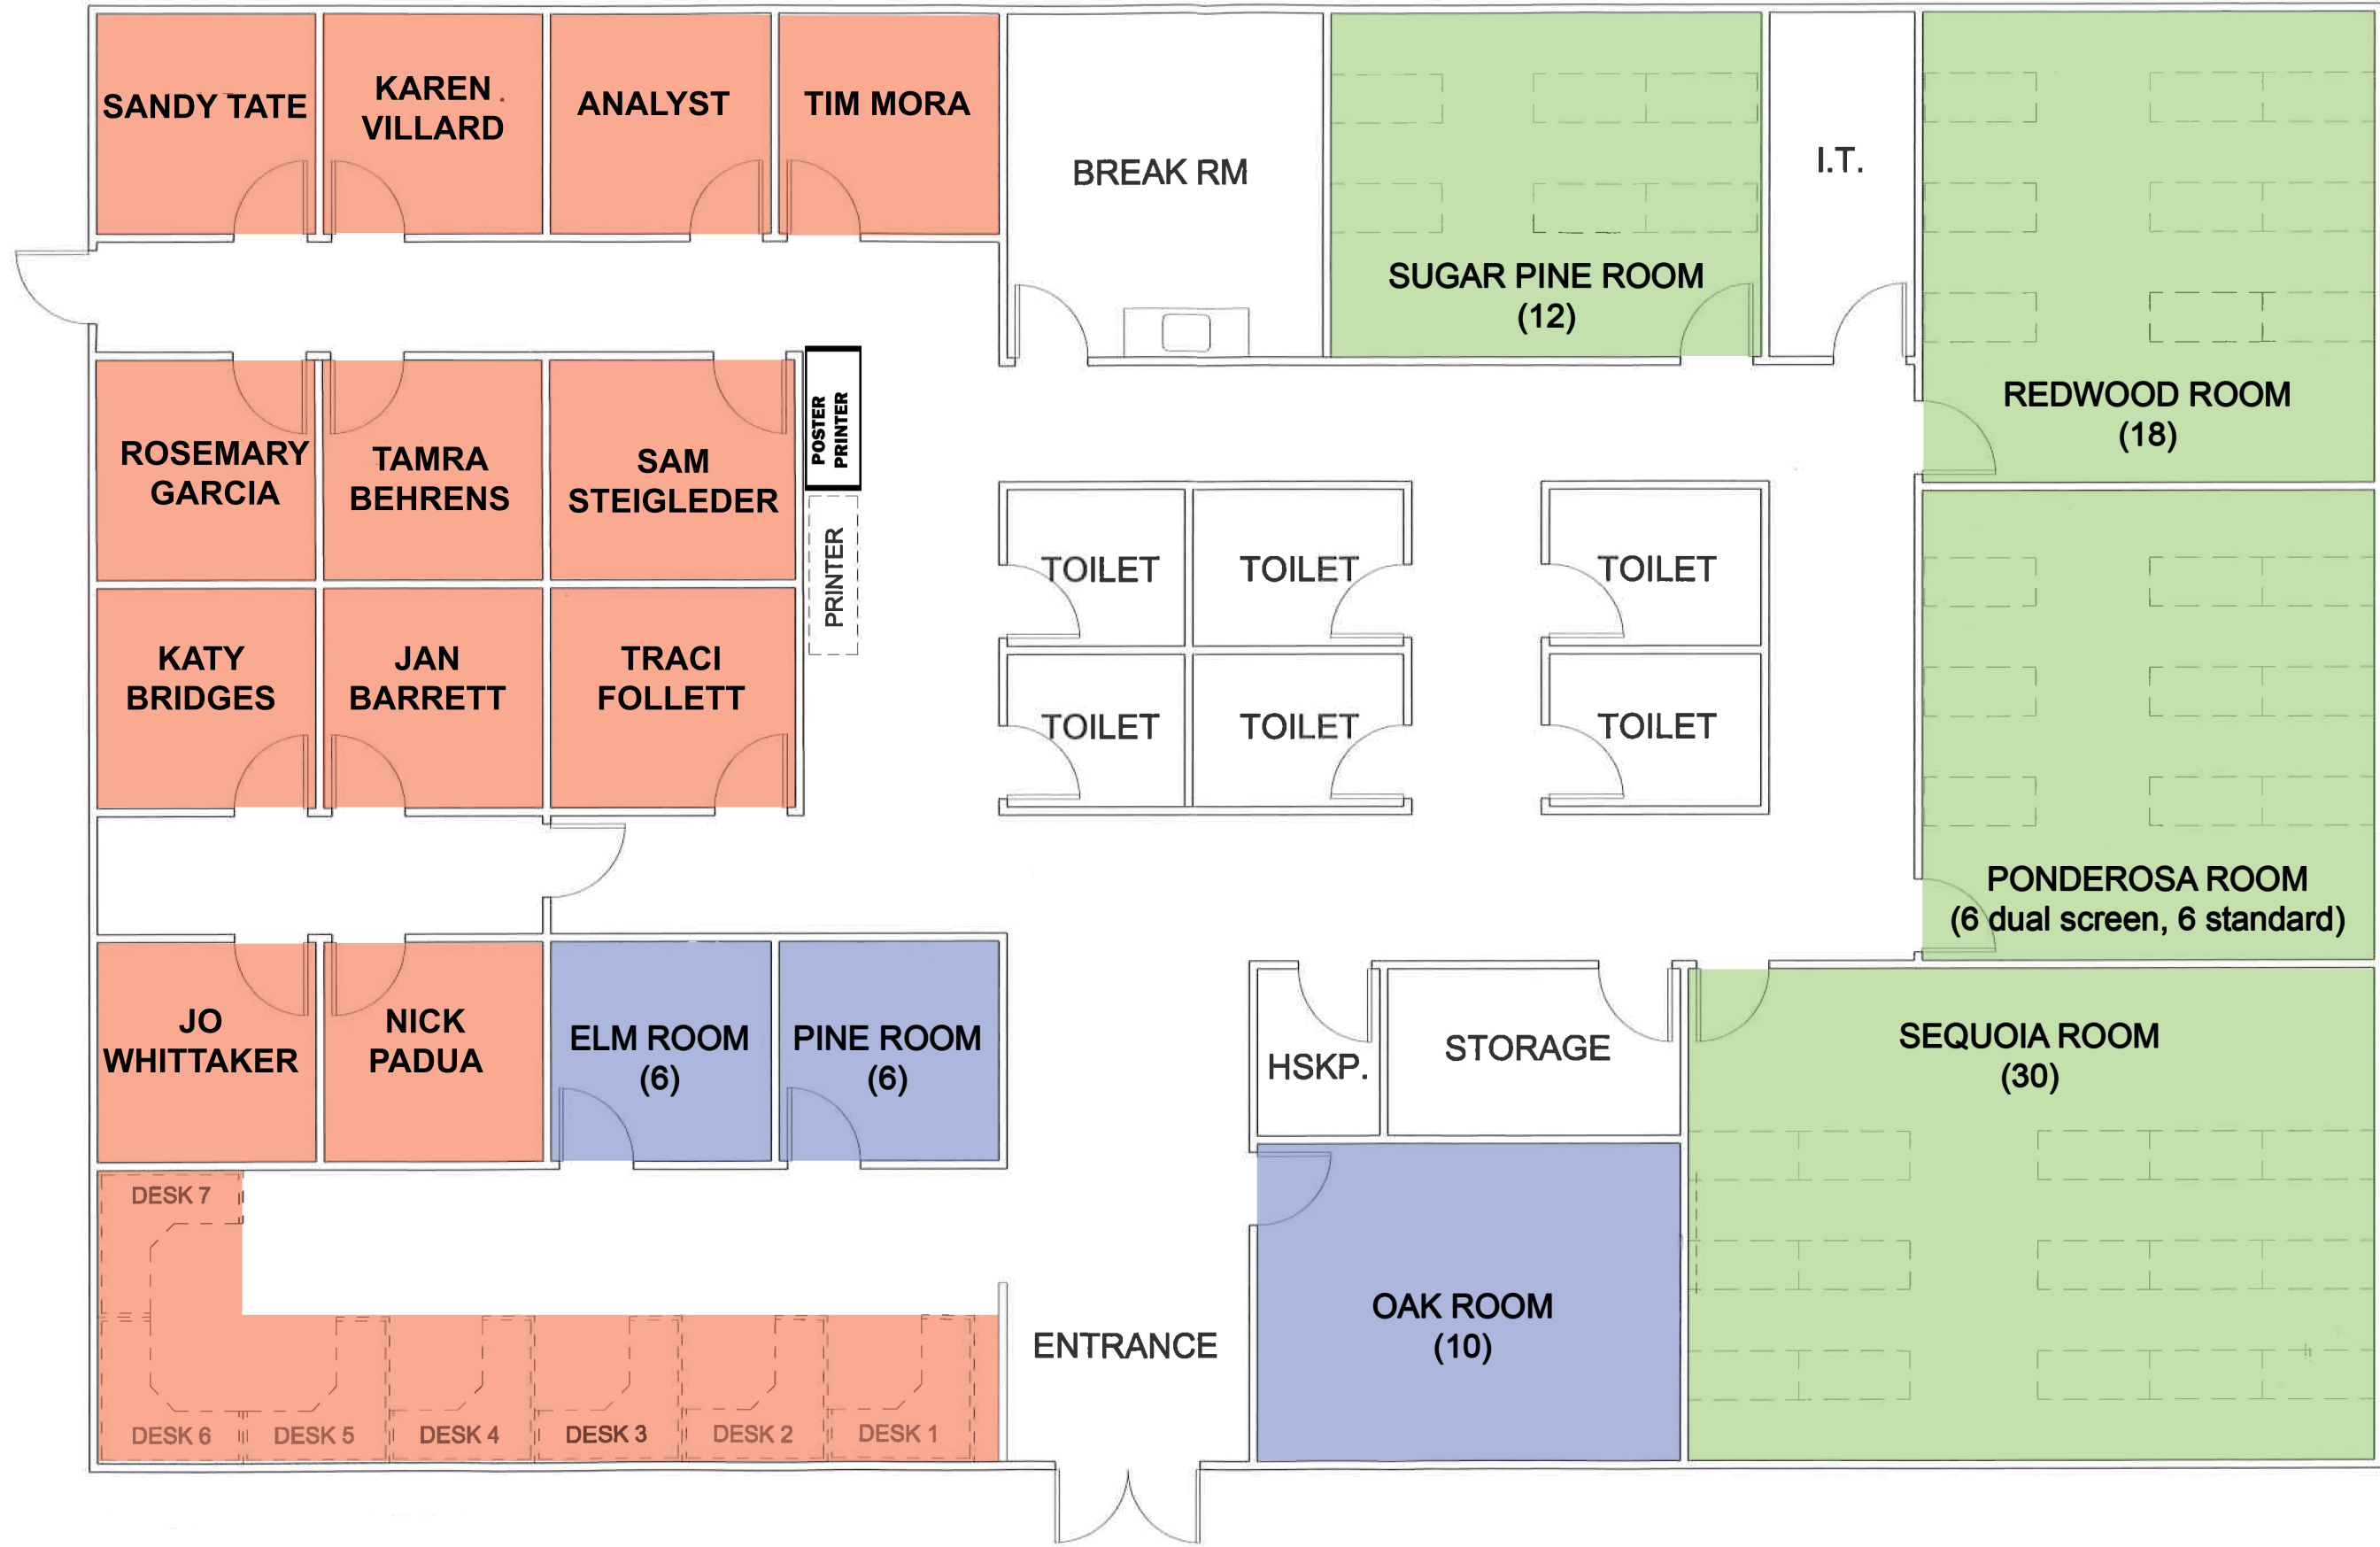 SANDY TATE
KAREN
VILLARD
ANALYST
TIM MORA
BREAK RM
SUGAR PINE ROOM
(12)
I.T.
REDWOOD ROOM
(18)
ROSEMARY
GARCIA
TAMRA
BEHRENS
SAM
STEIGLEDER
POSTER
PRINTER
PRINTER
TOILET
TOILET
TOILET
KATY
BRIDGES
JAN
BARRETT
TRACI
FOLLETT
TOILET
TOILET
TOILET
PONDEROSA ROOM
(6 dual screen, 6 standard)
JO
WHITTAKER
NICK
PADUA
ELM ROOM
(6)
PINE ROOM
(6)
HSKP.
STORAGE
SEQUOIA ROOM
(30)
DESK 7
OAK ROOM
(10)
ENTRANCE
DESK 6
DESK 5
DESK 4
DESK 3
DESK 2
DESK 1